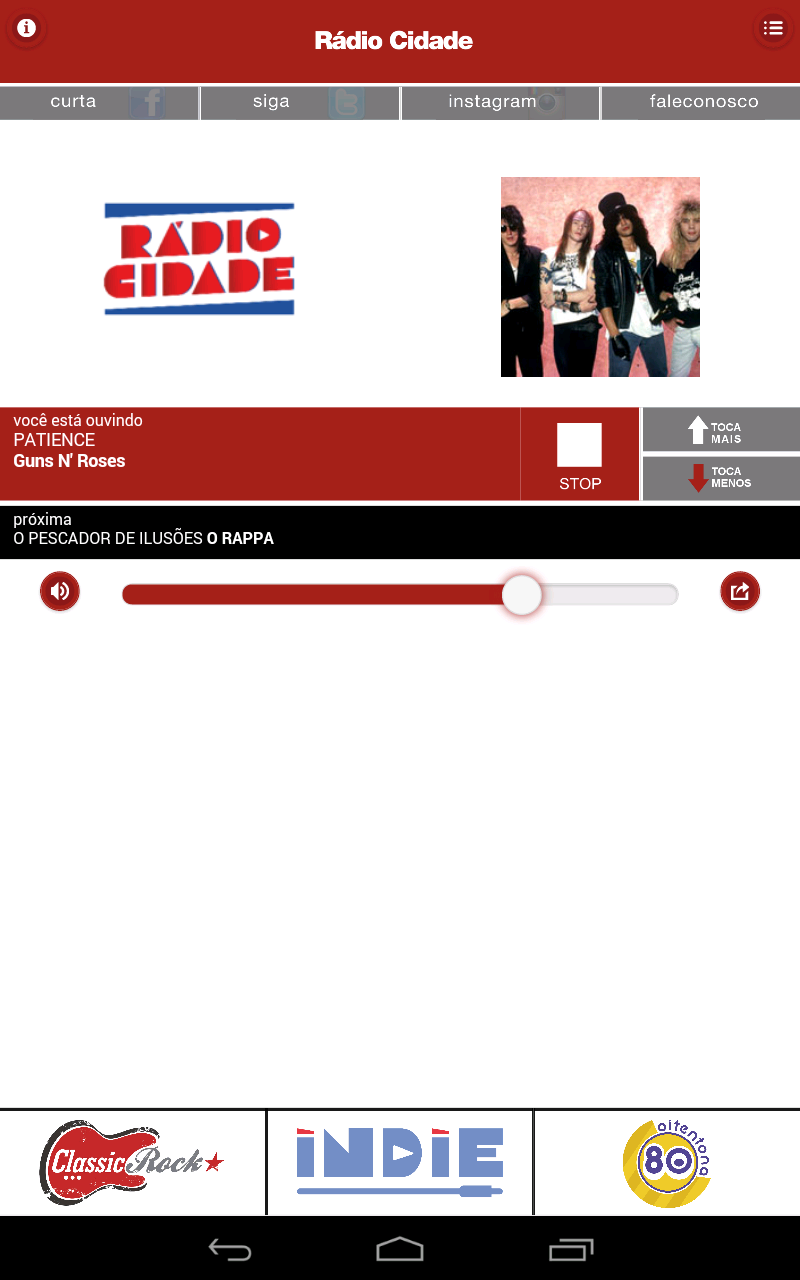 Rádio Cidade
curta
siga
instagram
faleconosco
RÁDIO
CIDADE
você está ouvindo
PATIENCE
Guns N' Roses
STOP
TOCA
MAIS
TOCA
MENOS
próxima
O PESCADOR DE ILUSÕES O RAPPA
Classic Rock
INDIE
oitentona
80